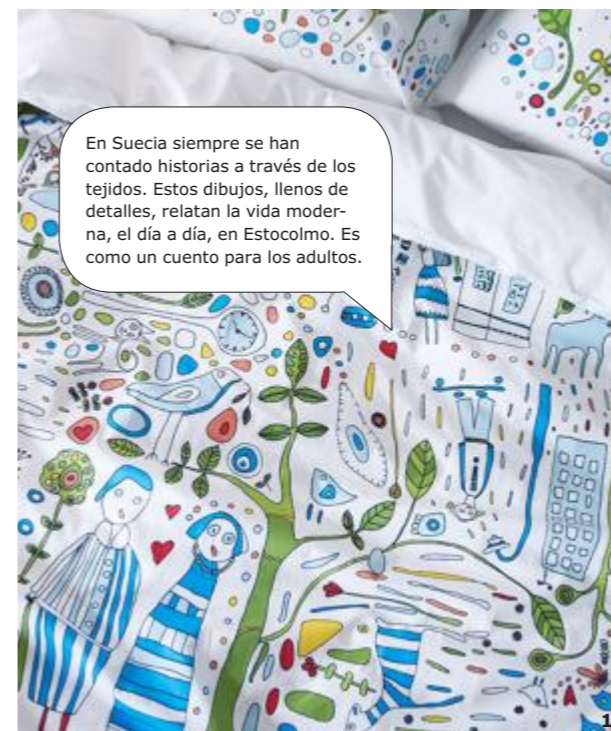 En Suecia siempre se han
contado historias a través de los
tejidos. Estos dibujos, llenos de
detalles, relatan la vida moder-
na, el día a día, en Estocolmo. Es
como un cuento para los adultos.
1